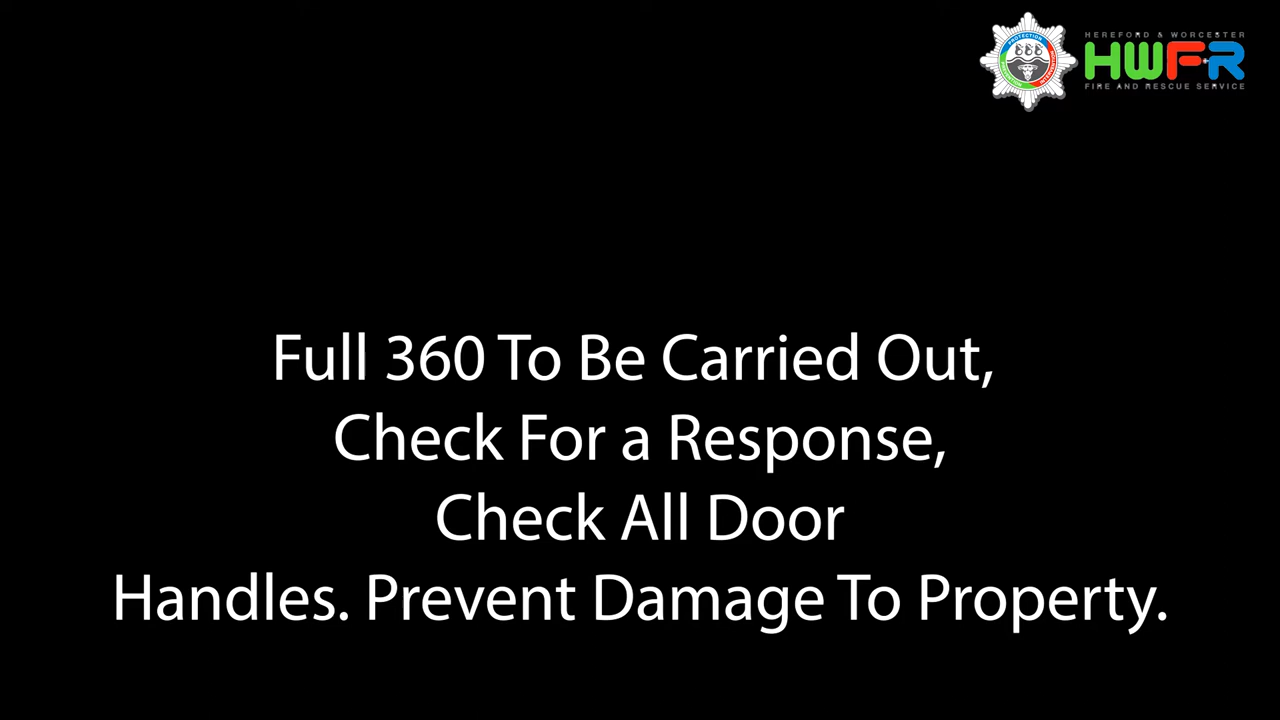 HEREFORD & WORCESTER
HWFR
FIRE AND RESCUE SERVICE
PROTECTION
Full 360 To Be Carried Out,
Check For a Response,
Check All Door
Handles. Prevent Damage To Property.